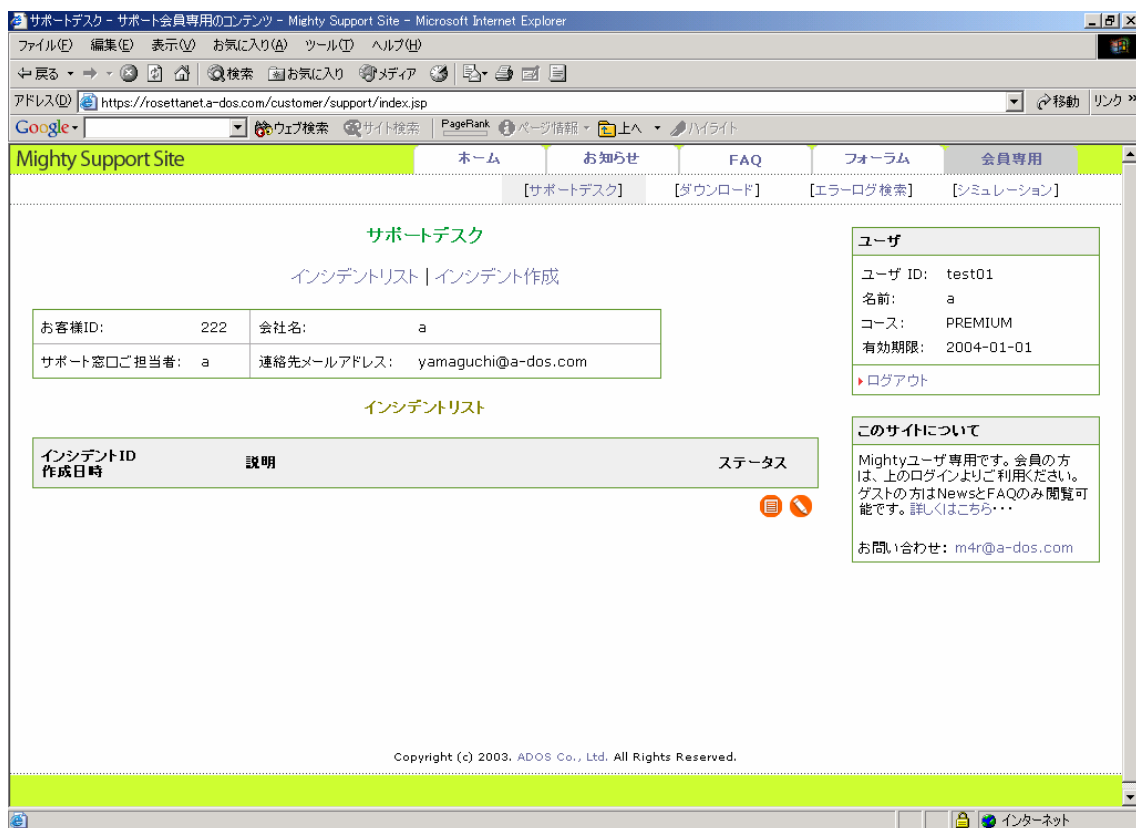 サポートデスク - サポート会員専用のコンテンツ - Mighty Support Site - Microsoft Internet Explorer
ファイル(F) 編集(E) 表示(V) お気に入り(A) ツール(T) ヘルプ(H)
戻る 検索 お気に入り メディア
アドレス(D) https://rosettanet.a-dos.com/customer/support/index.jsp 移動 リンク »
Google ウェブ検索 サイト検索 PageRank ページ情報 上へ ハイライト
Mighty Support Site ホーム お知らせ FAQ フォーラム 会員専用
[サポートデスク] [ダウンロード] [エラーログ検索] [シミュレーション]
サポートデスク
インシデントリスト | インシデント作成
お客様ID: 222 会社名: a
サポート窓口ご担当者: a 連絡先メールアドレス: yamaguchi@a-dos.com
インシデントリスト
インシデントID
作成日時 説明 ステータス
ユーザ
ユーザ ID: test01
名前: a
コース: PREMIUM
有効期限: 2004-01-01
ログアウト
このサイトについて
Mightyユーザ専用です。会員の方
は、上のログインよりご利用ください。
ゲストの方はNewsとFAQのみ閲覧可
能です。詳しくはこちら・・・
お問い合わせ: m4r@a-dos.com
Copyright (c) 2003. ADOS Co., Ltd. All Rights Reserved.
インターネット